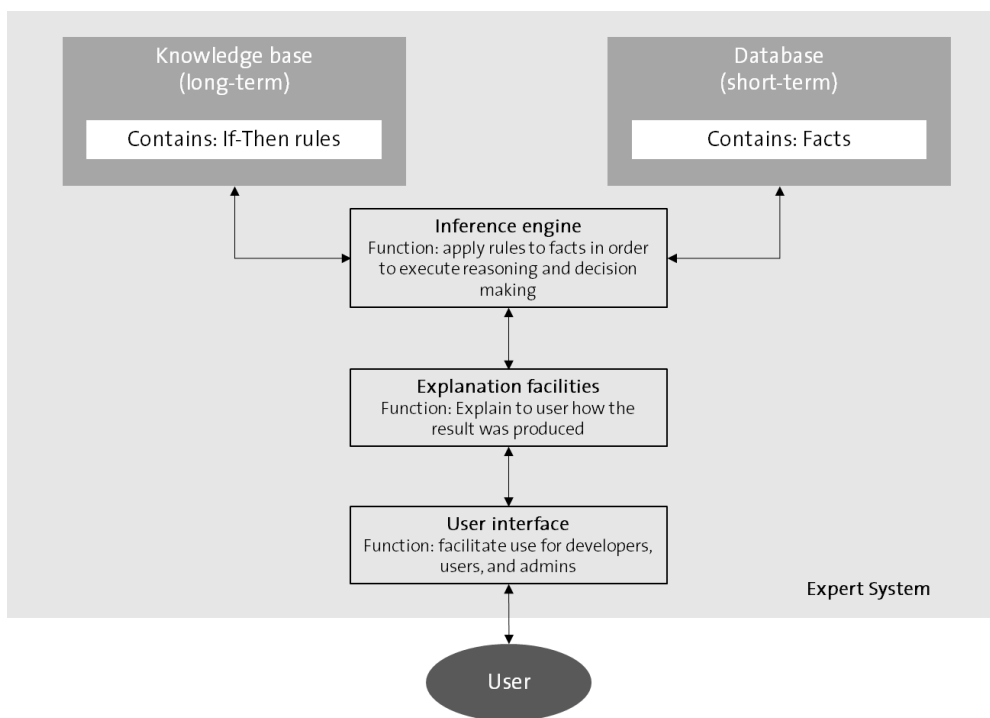 Knowledge base
(long-term)
Contains: If-Then rules
Database
(short-term)
Contains: Facts
Inference engine
Function: apply rules to facts in order
to execute reasoning and decision
making
Explanation facilities
Function: Explain to user how the
result was produced
User interface
Function: facilitate use for developers,
users, and admins
Expert System
User